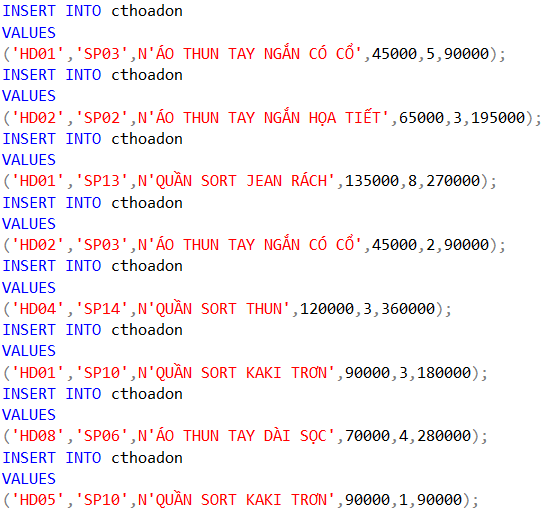 INSERT INTO cthoadon
VALUES
('HD01','SP03',N'ÁO THUN TAY NGẮN CÓ CỔ',45000,5,90000);
INSERT INTO cthoadon
VALUES
('HD02','SP02',N'ÁO THUN TAY NGẮN HỌA TIẾT',65000,3,195000);
INSERT INTO cthoadon
VALUES
('HD01','SP13',N'QUẦN SORT JEAN RÁCH',135000,8,270000);
INSERT INTO cthoadon
VALUES
('HD02','SP03',N'ÁO THUN TAY NGẮN CÓ CỔ',45000,2,90000);
INSERT INTO cthoadon
VALUES
('HD04','SP14',N'QUẦN SORT THUN',120000,3,360000);
INSERT INTO cthoadon
VALUES
('HD01','SP10',N'QUẦN SORT KAKI TRƠN',90000,3,180000);
INSERT INTO cthoadon
VALUES
('HD08','SP06',N'ÁO THUN TAY DÀI SỌC',70000,4,280000);
INSERT INTO cthoadon
VALUES
('HD05','SP10',N'QUẦN SORT KAKI TRƠN',90000,1,90000);